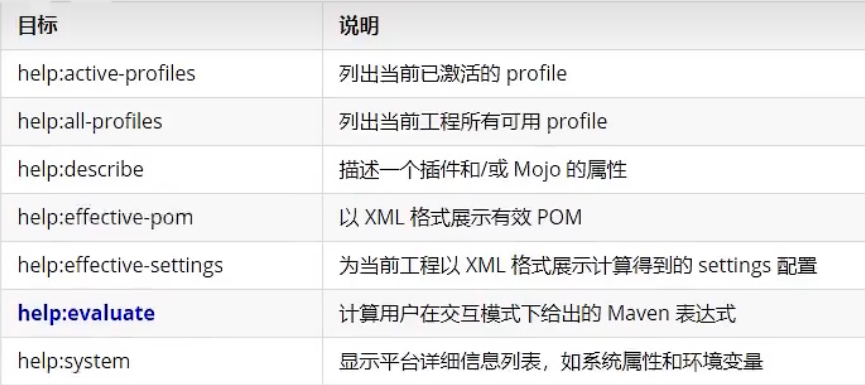 目标 说明
help:active-profiles 列出当前已激活的 profile
help:all-profiles 列出当前工程所有可用 profile
help:describe 描述一个插件和/或 Mojo 的属性
help:effective-pom 以 XML 格式展示有效 POM
help:effective-settings 为当前工程以 XML 格式展示计算得到的 settings 配置
help:evaluate 计算用户在交互模式下给出的 Maven 表达式
help:system 显示平台详细信息列表，如系统属性和环境变量